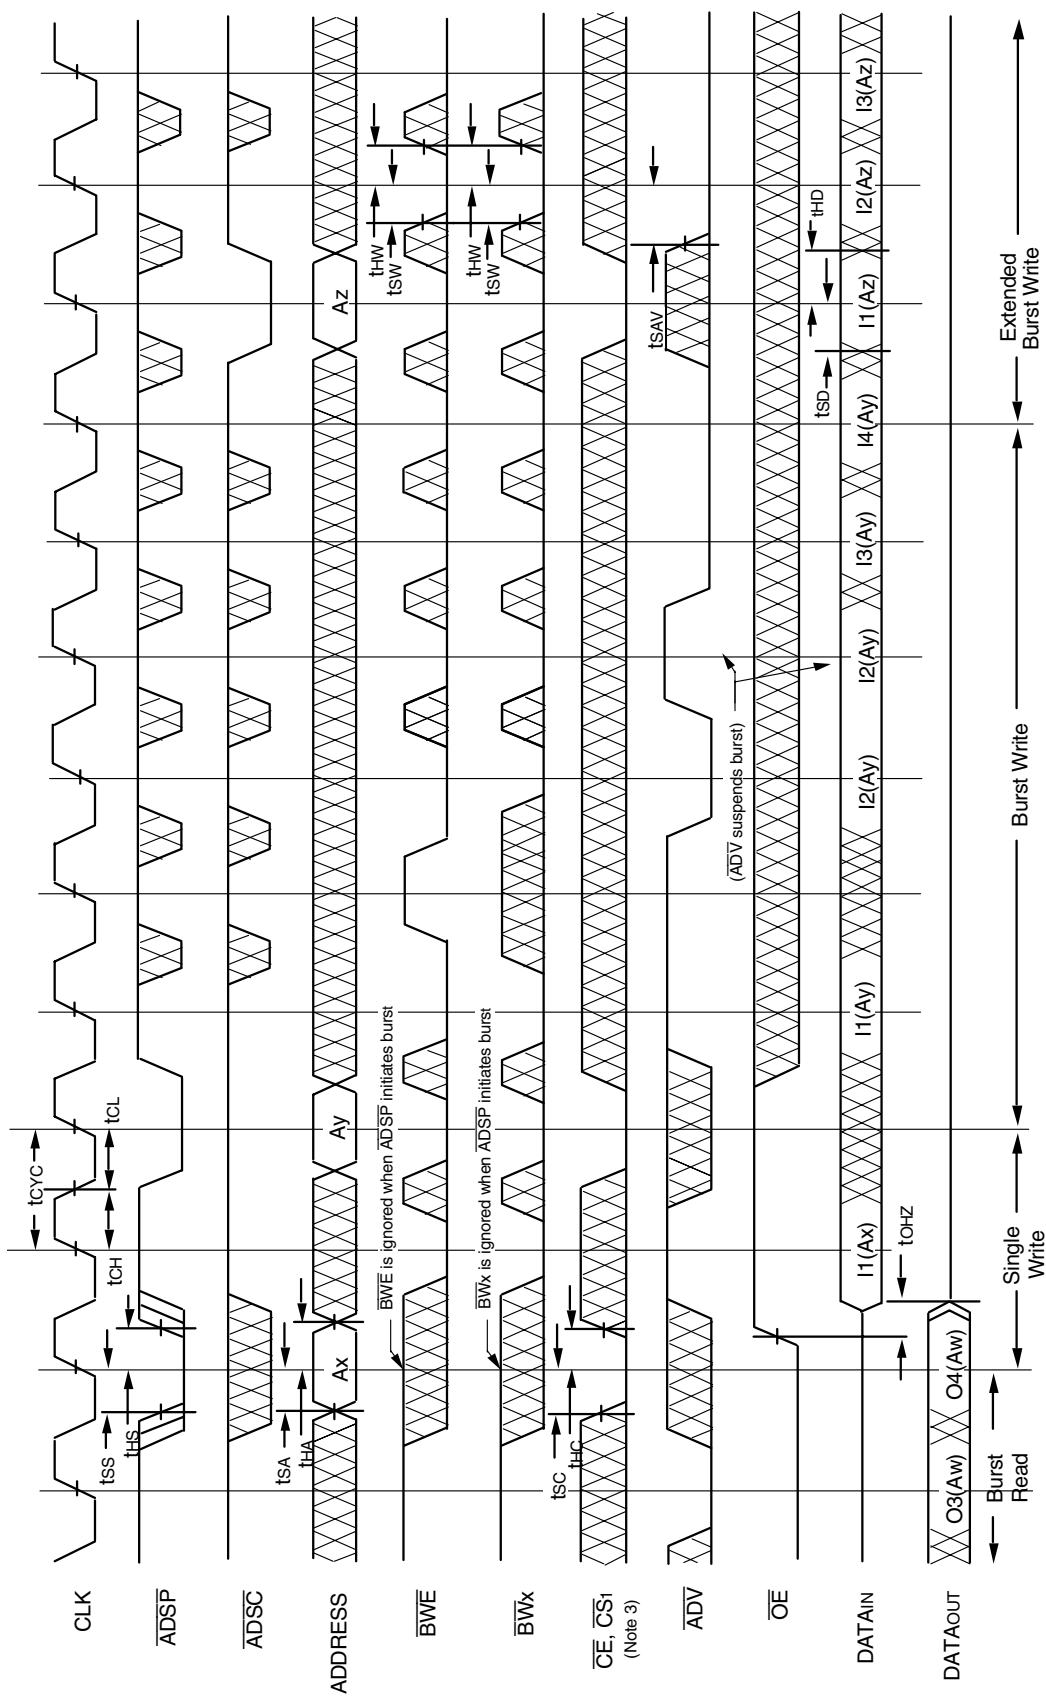 CLK
tCYC
tCH
tCL
ADSP
tSS
tHS
ADSC
ADDRESS
tSA
tHA
Ax
Ay
Az
BWE
BWE is ignored when ADSP initiates burst
tHW
tSW
BWx
BWx is ignored when ADSP initiates burst
tHW
tSW
CE, CS1
(Note 3)
tSC
tHC
ADV
tSAV
(ADV suspends burst)
OE
DATAIN
I1(Ax)
I1(Ay)
I2(Ay)
I2(Ay)
I3(Ay)
I4(Ay)
I1(Az)
I2(Az)
I3(Az)
tSD
tHD
tOHZ
DATAOUT
O3(Aw)
O4(Aw)
Burst
Read
Single
Write
Burst Write
Extended
Burst Write